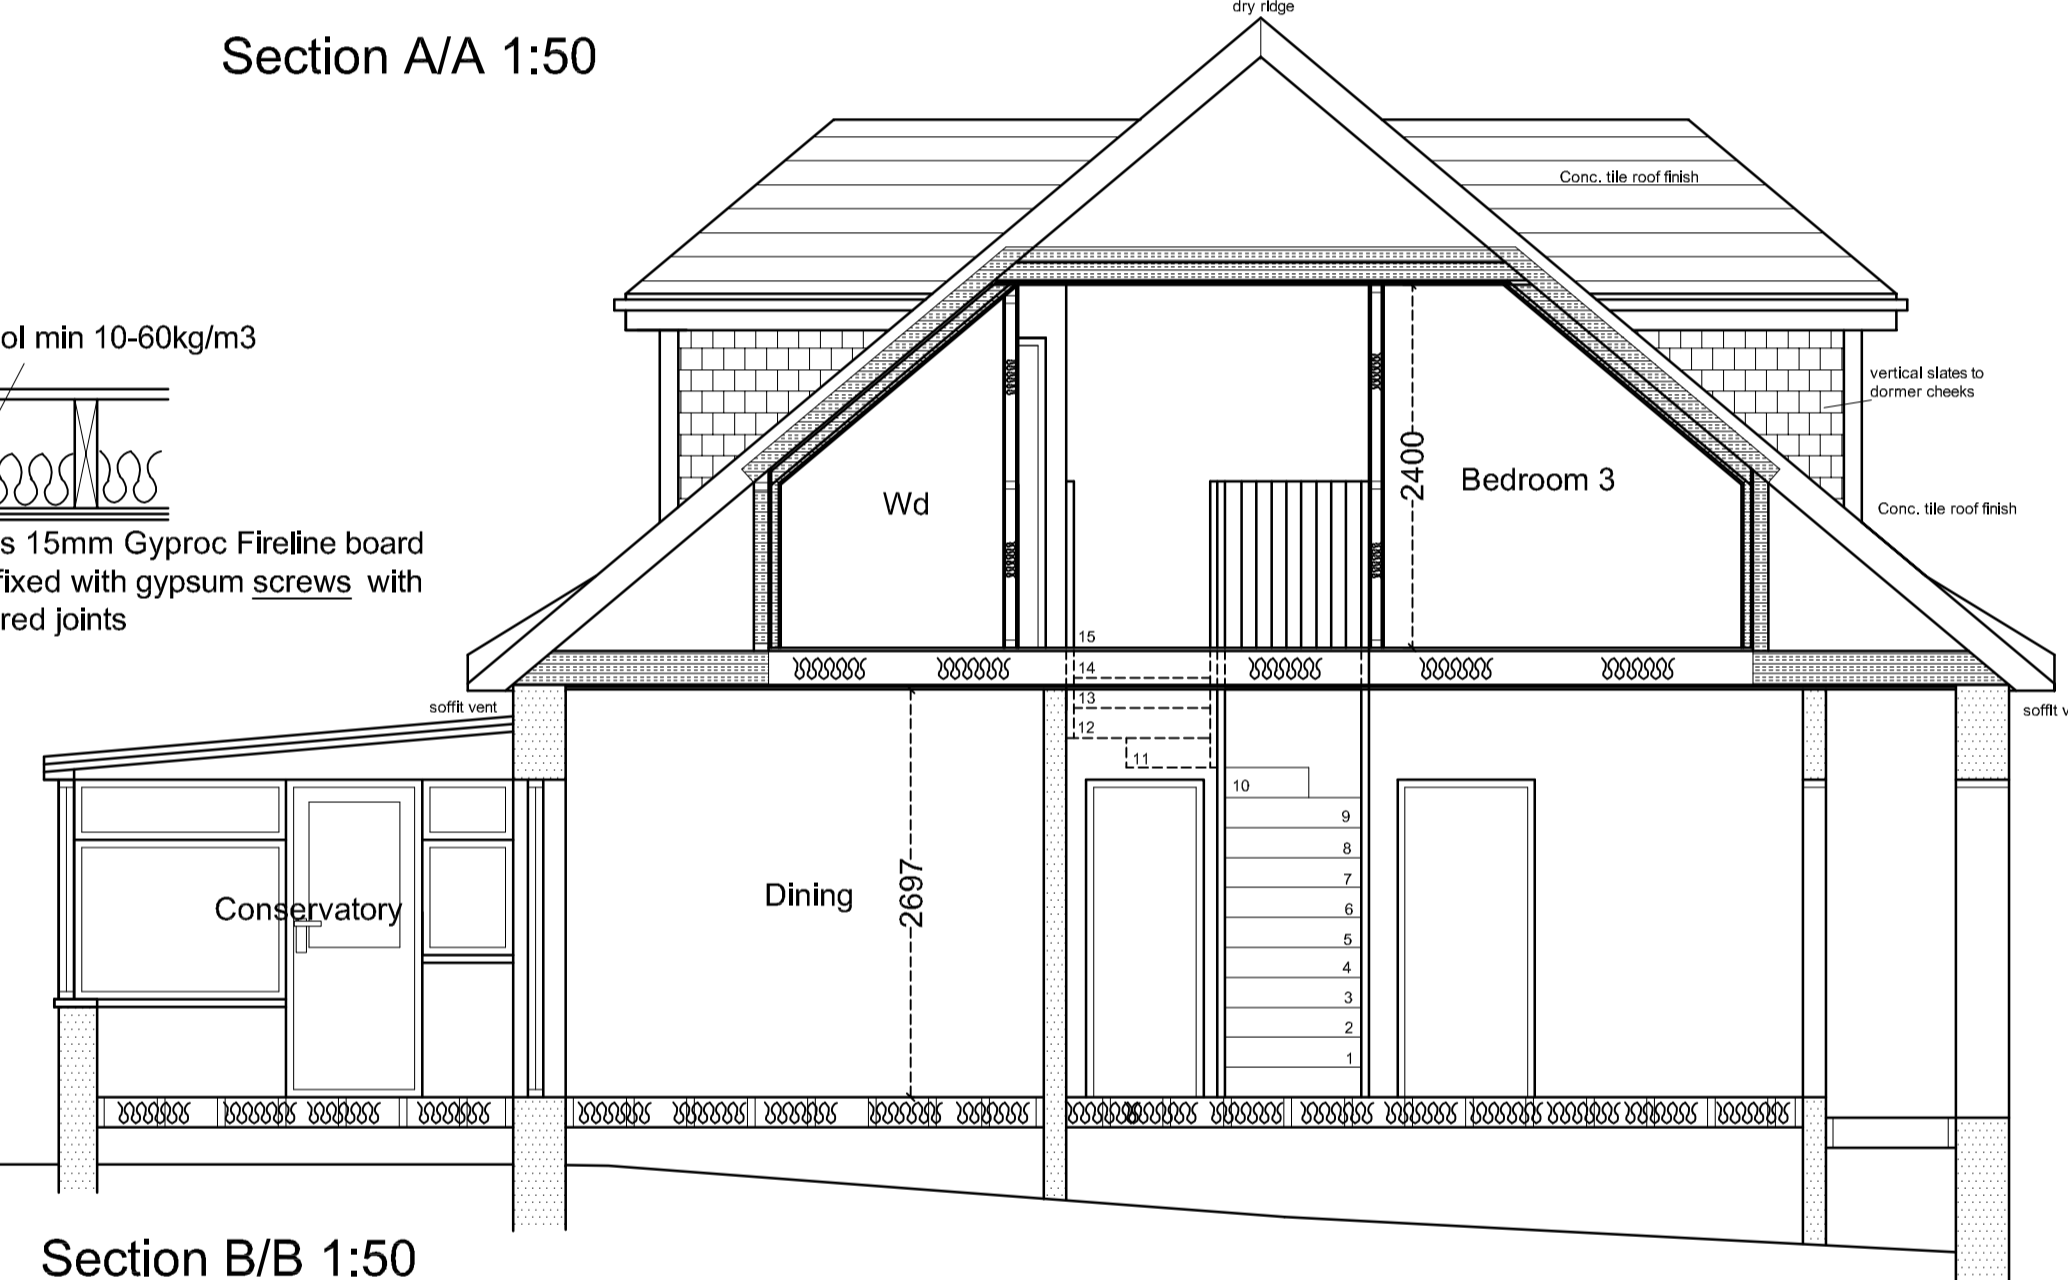 dry ridge
Section A/A 1:50
Conc. tile roof finish
ol min 10-60kg/m3
vertical slates to
dormer cheeks
2400
Bedroom 3
Wd
Conc. tile roof finish
s 15mm Gyproc Fireline board
fixed with gypsum screws with
red joints
15
14
13
12
11
10
9
8
7
6
5
4
3
2
1
soffit vent
soffit v
Dining
2697
Conservatory
Section B/B 1:50